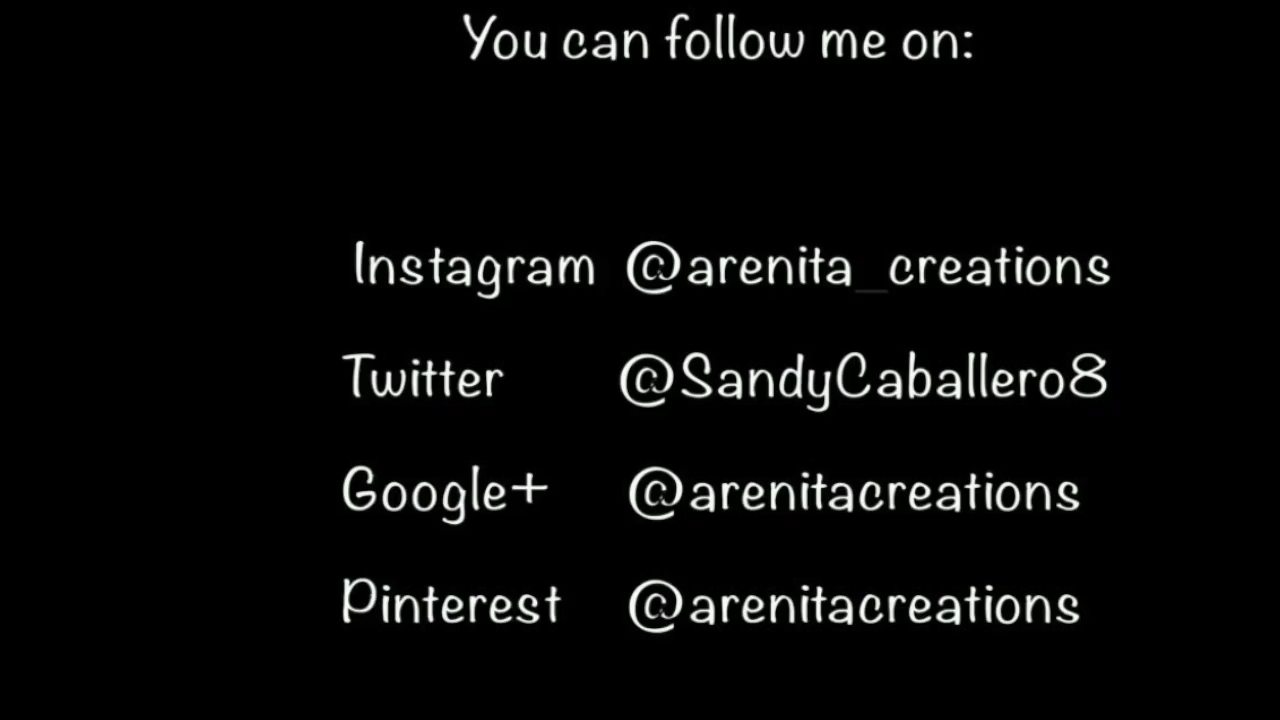 You can follow me on:
Instagram @arenita_creations
Twitter @SandyCaballero8
Google+ @arenitacreations
Pinterest @arenitacreations